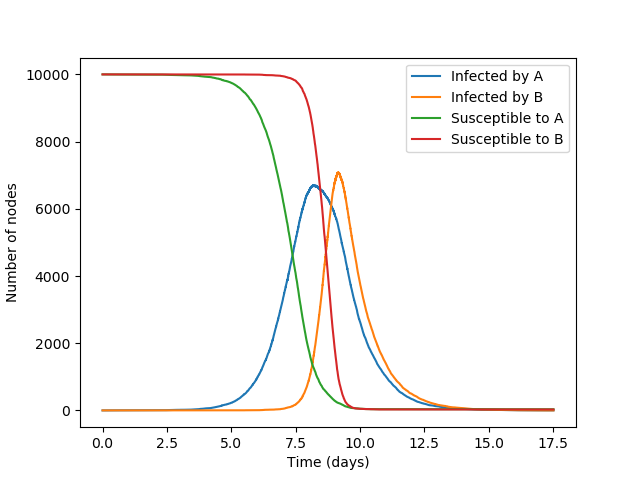 Infected by A
Infected by B
Susceptible to A
Susceptible to B
10000
8000
6000
4000
2000
0
Number of nodes
0.0 2.5 5.0 7.5 10.0 12.5 15.0 17.5
Time (days)